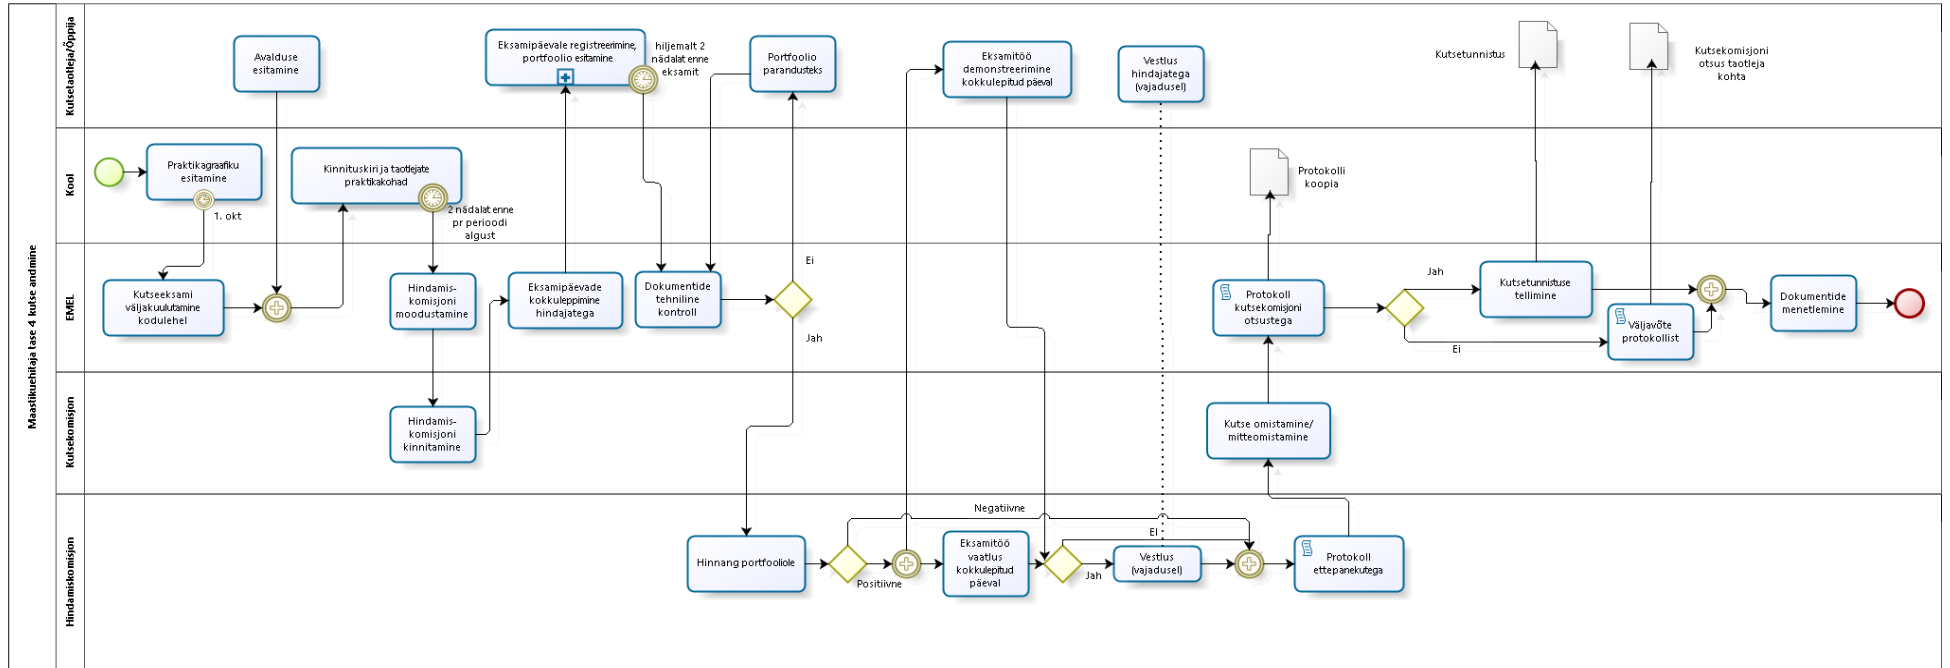 Maastikuehitaja tase 4 kutse andmine
Kutsetaotleja/Õppija
Avalduse
esitamine
Eksamipäevale registreerimine,
portfoolio esitamine
hiljemalt 2
nädalat enne
eksamit
Portfoolio
parandusteks
Eksamitöö
demonstreerimine
kokkulepitud päeval
Vestlus
hindajatega
(vajadusel)
Kutsetunnistus
Kutsekomisjoni
otsus taotleja
kohta
Kool
Praktikagraafiku
esitamine
1. okt
Kinnituskiri ja taotlejate
praktikakohad
2 nädalat enne
pr perioodi
algust
Protokolli
koopia
EMEL
Kutseeksami
väljakuulutamine
kodulehel
Hindamis-
komisjoni
moodustamine
Eksamipäevade
kokkuleppimine
hindajatega
Dokumentide
tehniline
kontroll
Ei
Jah
Protokoll
kutsekomisjoni
otsustega
Jah
Ei
Kutsetunnistuse
tellimine
Väljavõte
protokollist
Dokumentide
menetlemine
Kutsekomisjon
Hindamis-
komisjoni
kinnitamine
Kutse omistamine/
mitteomistamine
Hindamiskomisjon
Hinnang portfooliole
Negatiivne
Positiivne
Eksamitöö
vaatlus
kokkulepitud
päeval
EI
Jah
Vestlus
(vajadusel)
Protokoll
ettepanekutega